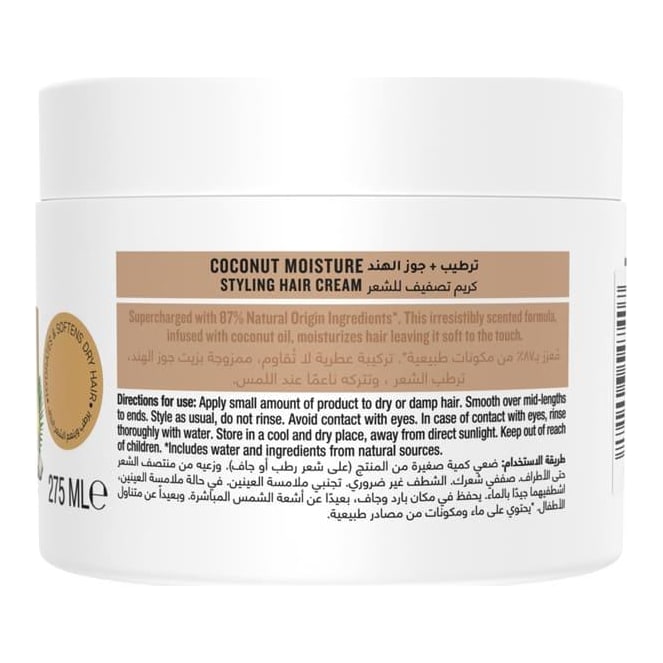 COCONUT MOISTURE ترطيب + جوز الهند
STYLING HAIR CREAM كريم تصفيف للشعر
Supercharged with 87% Natural Origin Ingredients*. This irresistibly scented formula,
infused with coconut oil, moisturizes hair leaving it soft to the touch.
مُعزز بـ٨٧٪ من مكونات طبيعية*. تركيبة عطرية لا تُقاوم، ممزوجة بزيت جوز الهند،
ترطب الشعر، وتتركه ناعمًا عند اللمس.
Directions for use: Apply small amount of product to dry or damp hair. Smooth over mid-lengths
to ends. Style as usual, do not rinse. Avoid contact with eyes. In case of contact with eyes, rinse
thoroughly with water. Store in a cool and dry place, away from direct sunlight. Keep out of reach
of children. *Includes water and ingredients from natural sources.
طريقة الاستخدام: ضعي كمية صغيرة من المنتج (على شعر رطب أو جاف). وزعيه من منتصف الشعر
حتى الأطراف. صففي شعرك. الشطف غير ضروري. تجنبي ملامسة العينين. في حالة ملامسة العينين،
اشطفيهما جيدًا بالماء. يحفظ في مكان بارد وجاف، بعيدًا عن أشعة الشمس المباشرة. وبعيدًا عن متناول
الأطفال. *يحتوي على ماء ومكونات من مصادر طبيعية.
& SOFTENS DRY HAIR
275 ML e